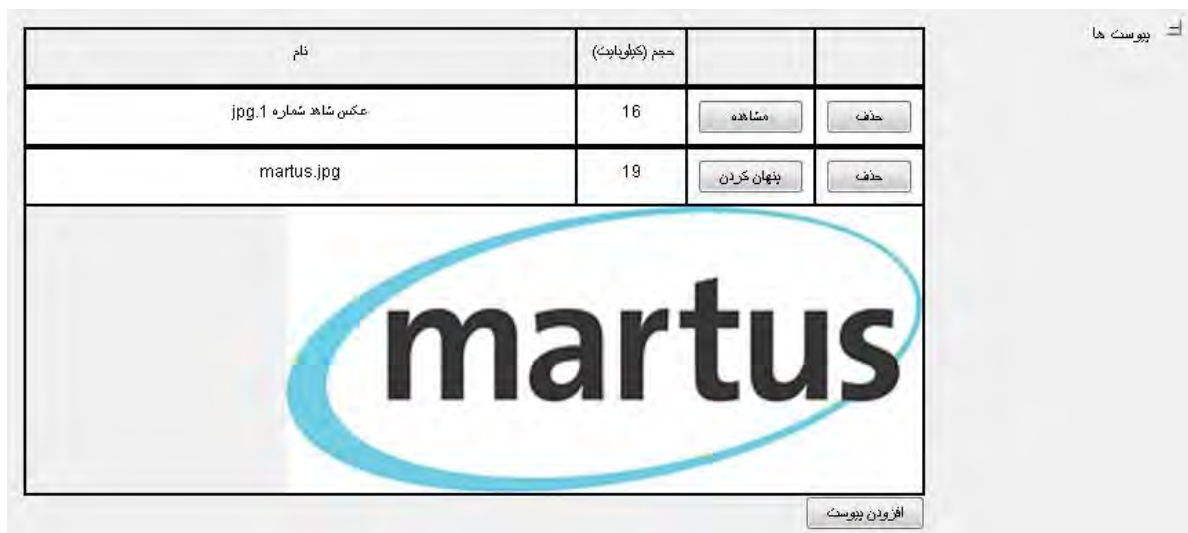 پیوست ها
حجم (کیلوبایت) نام
حذف مشاهده 16 عکس شاهد شماره 1.jpg
حذف پنهان کردن 19 martus.jpg
martus
افزودن پیوست